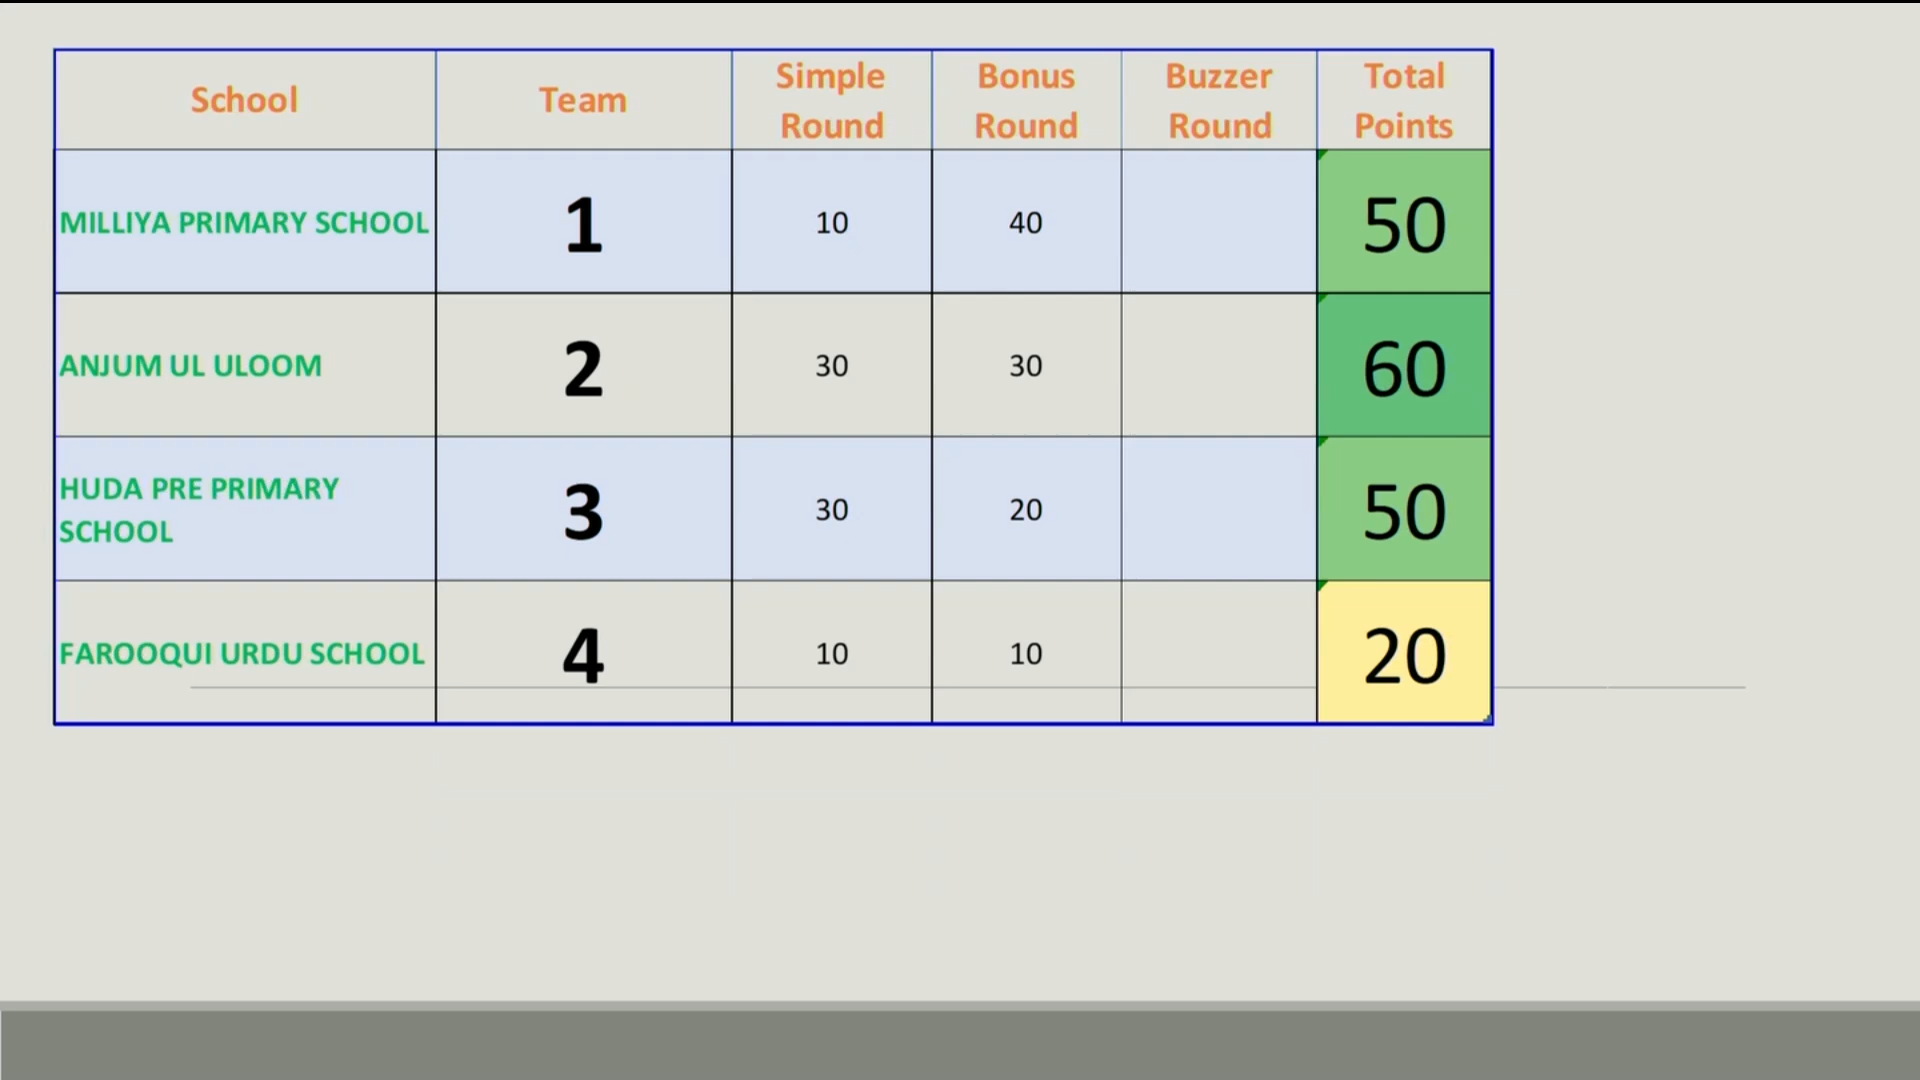 School Team Simple Round Bonus Round Buzzer Round Total Points
MILLIYA PRIMARY SCHOOL 1 10 40 50
ANJUM UL ULOOM 2 30 30 60
HUDA PRE PRIMARY SCHOOL 3 30 20 50
FAROOQUI URDU SCHOOL 4 10 10 20